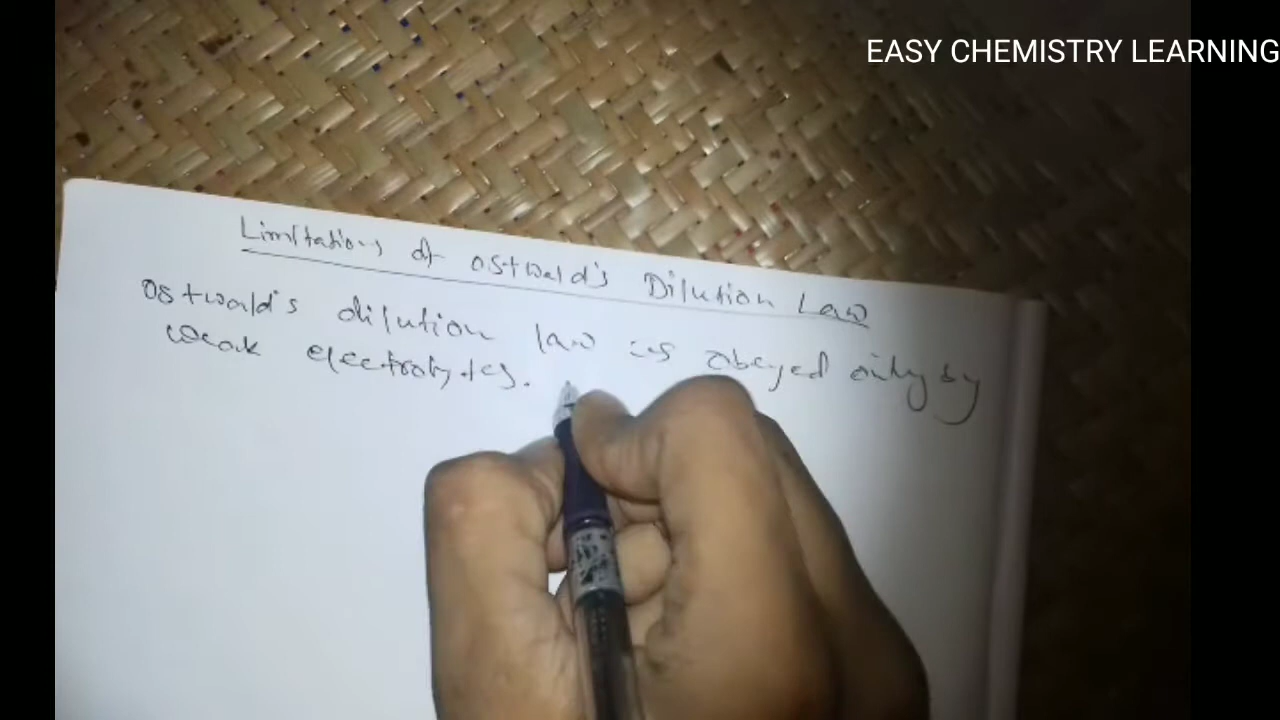 EASY CHEMISTRY LEARNING
Limitations of Ostwald's Dilution Law
Ostwald's dilution law is obeyed only by
weak electrolytes.